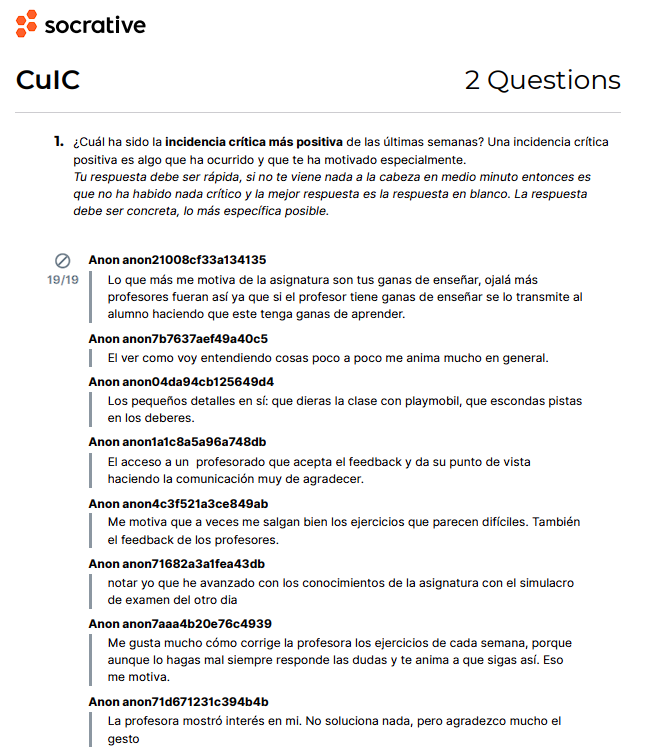 socrative
CuIC
2 Questions
1. ¿Cuál ha sido la incidencia crítica más positiva de las últimas semanas? Una incidencia crítica
positiva es algo que ha ocurrido y que te ha motivado especialmente.
Tu respuesta debe ser rápida, si no te viene nada a la cabeza en medio minuto entonces es
que no ha habido nada crítico y la mejor respuesta es la respuesta en blanco. La respuesta
debe ser concreta, lo más específica posible.
19/19
Anon anon21008cf33a134135
Lo que más me motiva de la asignatura son tus ganas de enseñar, ojalá más
profesores fueran así ya que si el profesor tiene ganas de enseñar se lo transmite al
alumno haciendo que este tenga ganas de aprender.
Anon anon7b7637aef49a40c5
El ver como voy entendiendo cosas poco a poco me anima mucho en general.
Anon anon04da94cb125649d4
Los pequeños detalles en sí: que dieras la clase con playmobil, que escondas pistas
en los deberes.
Anon anon1a1c8a5a96a748db
El acceso a un  profesorado que acepta el feedback y da su punto de vista
haciendo la comunicación muy de agradecer.
Anon anon4c3f521a3ce849ab
Me motiva que a veces me salgan bien los ejercicios que parecen difíciles. También
el feedback de los profesores.
Anon anon71682a3a1fea43db
notar yo que he avanzado con los conocimientos de la asignatura con el simulacro
de examen del otro dia
Anon anon7aaa4b20e76c4939
Me gusta mucho cómo corrige la profesora los ejercicios de cada semana, porque
aunque lo hagas mal siempre responde las dudas y te anima a que sigas así. Eso
me motiva.
Anon anon71d671231c394b4b
La profesora mostró interés en mi. No soluciona nada, pero agradezco mucho el
gesto